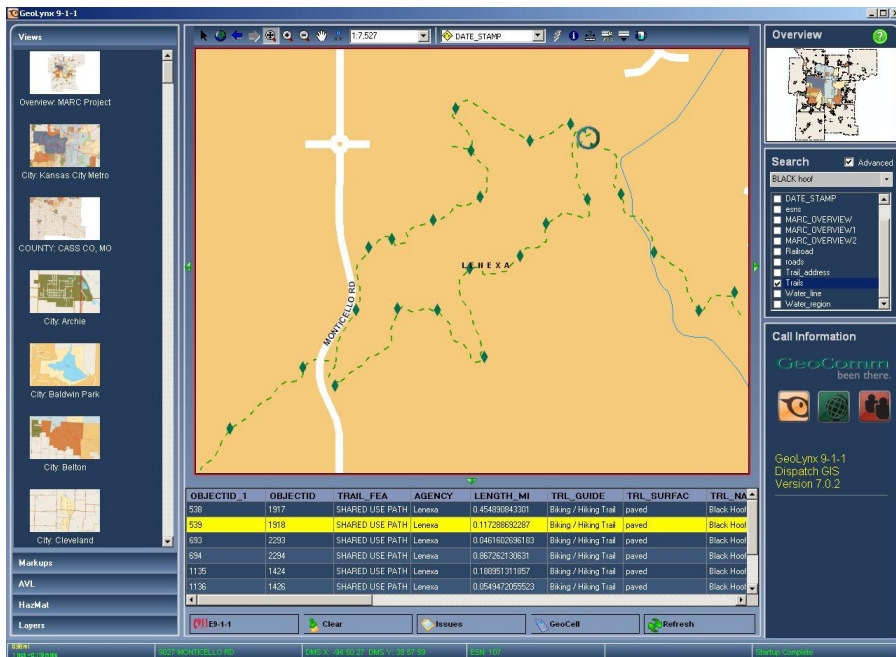 GeoLynx 9-1-1
Views
Overview: MARC Project
City: Kansas City Metro
COUNTY: CASS CO, MO
City: Archie
City: Baldwin Park
City: Belton
City: Cleveland
Markups
AVL
HazMat
Layers
1:7,527
DATE_STAMP
LENEXA
MONTICELLO RD
OBJECTID_1 OBJECTID TRAIL_FEA AGENCY LENGTH_MI TRL_GUIDE TRL_SURFAC TRL_NA
538 1917 SHARED USE PATH Lenexa 0.454890843301 Biking / Hiking Trail paved Black Hoof
539 1918 SHARED USE PATH Lenexa 0.117288692287 Biking / Hiking Trail paved Black Hoof
693 2293 SHARED USE PATH Lenexa 0.0461602696183 Biking / Hiking Trail paved Black Hoof
694 2294 SHARED USE PATH Lenexa 0.867262130631 Biking / Hiking Trail paved Black Hoof
1135 1424 SHARED USE PATH Lenexa 0.188951311857 Biking / Hiking Trail paved Black Hoof
1136 1426 SHARED USE PATH Lenexa 0.0549472055523 Biking / Hiking Trail paved Black Hoof
E9-1-1
Clear
Issues
GeoCell
Refresh
Overview
Search
Advanced
BLACK hoof
DATE_STAMP
esns
MARC_OVERVIEW
MARC_OVERVIEW1
MARC_OVERVIEW2
Railroad
roads
Trail_address
Trails
Water_line
Water_region
Call Information
GeoComm
been there.
GeoLynx 9-1-1
Dispatch GIS
Version 7.0.2
9027 MONTICELLO RD
DMS X: -94 50 27 DMS Y: 38 57 59
ESN: 107
Startup Complete